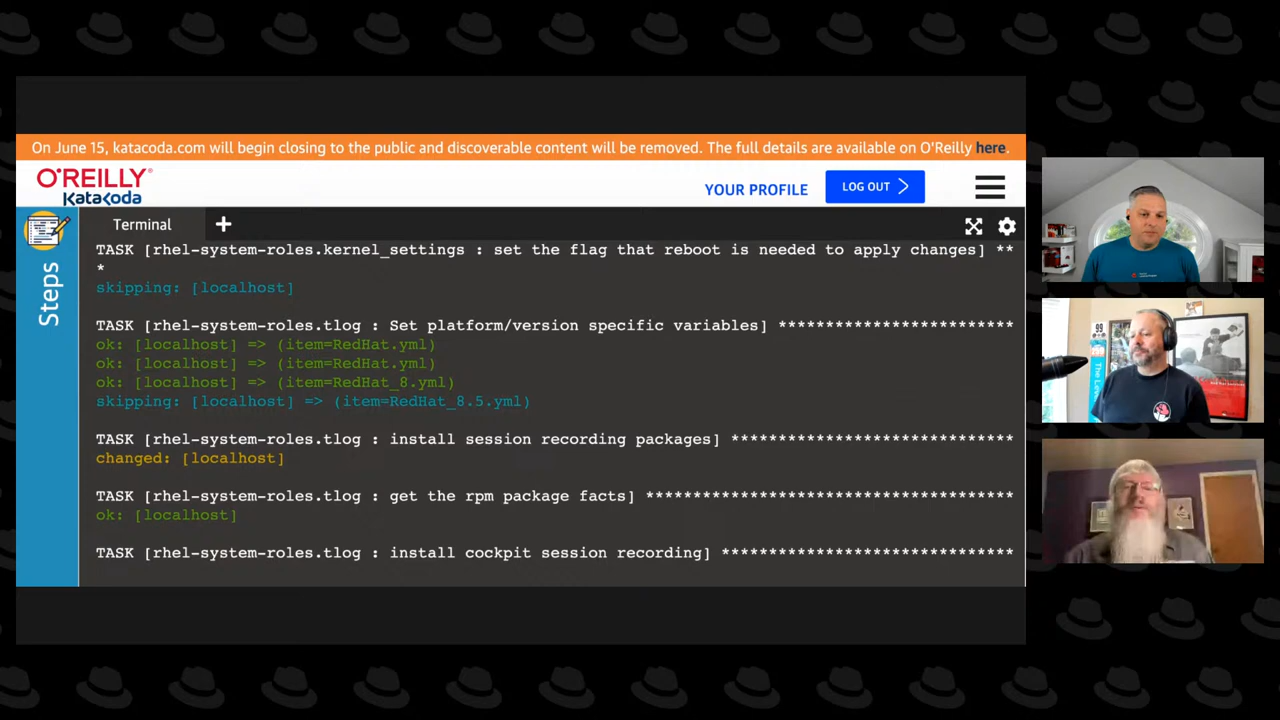 On June 15, katacoda.com will begin closing to the public and discoverable content will be removed. The full details are available on O'Reilly here.
O'REILLY®
Katacoda
YOUR PROFILE
LOG OUT
Steps
Terminal
TASK [rhel-system-roles.kernel_settings : set the flag that reboot is needed to apply changes] **
*
skipping: [localhost]
TASK [rhel-system-roles.tlog : Set platform/version specific variables] *************************
ok: [localhost] => (item=RedHat.yml)
ok: [localhost] => (item=RedHat.yml)
ok: [localhost] => (item=RedHat_8.yml)
skipping: [localhost] => (item=RedHat_8.5.yml)
TASK [rhel-system-roles.tlog : install session recording packages] ******************************
changed: [localhost]
TASK [rhel-system-roles.tlog : get the rpm package facts] ***************************************
ok: [localhost]
TASK [rhel-system-roles.tlog : install cockpit session recording] *******************************
99